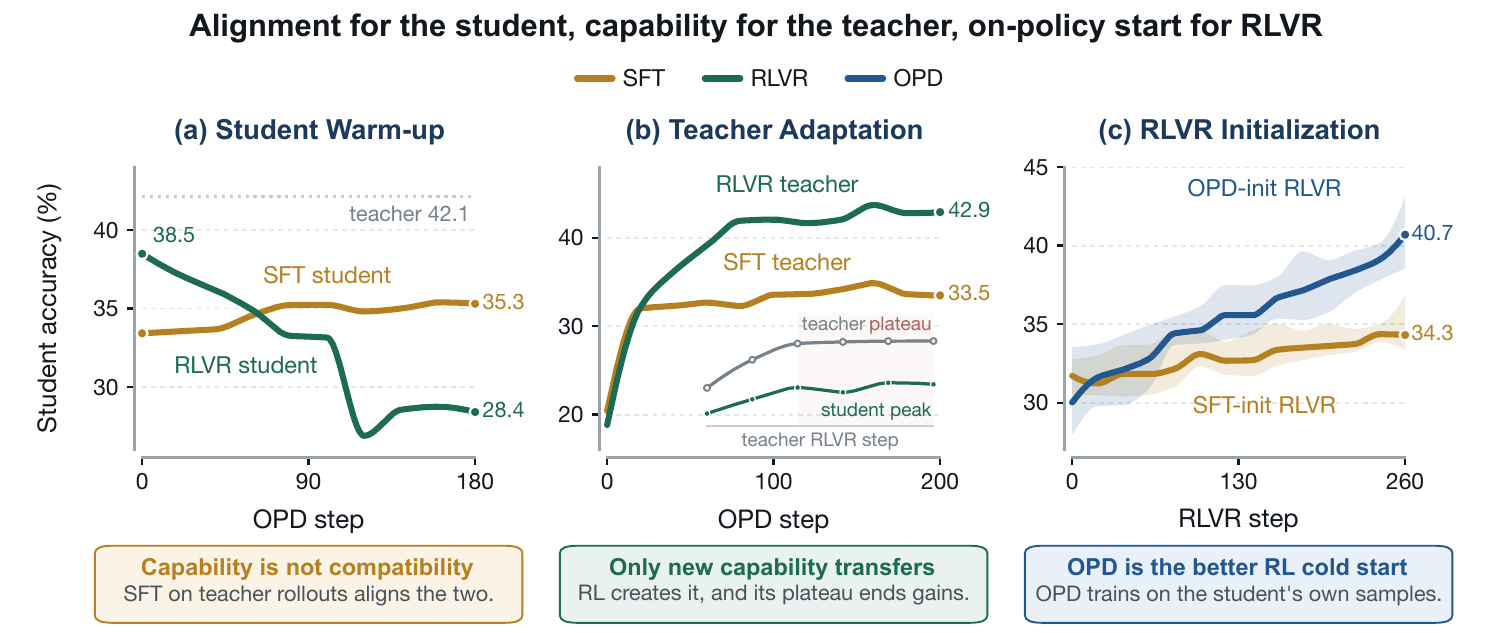 Alignment for the student, capability for the teacher, on-policy start for RLVR
SFT RLVR OPD
(a) Student Warm-up
Student accuracy (%)
40
35
30
teacher 42.1
38.5
SFT student
35.3
RLVR student
28.4
0 90 180
OPD step
Capability is not compatibility
SFT on teacher rollouts aligns the two.
(b) Teacher Adaptation
40
30
20
RLVR teacher
42.9
SFT teacher
33.5
teacher plateau
student peak
teacher RLVR step
0 100 200
OPD step
Only new capability transfers
RL creates it, and its plateau ends gains.
(c) RLVR Initialization
45
40
35
30
OPD-init RLVR
40.7
34.3
SFT-init RLVR
0 130 260
RLVR step
OPD is the better RL cold start
OPD trains on the student's own samples.